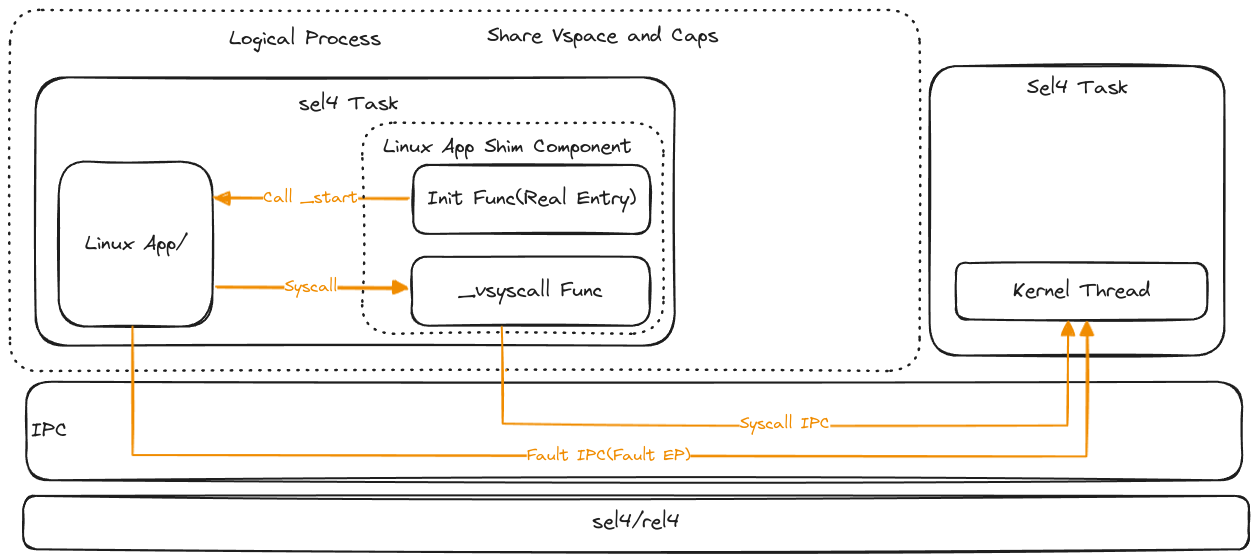 Logical Process
Share Vspace and Caps
sel4 Task
Sel4 Task
Linux App Shim Component
Call _start
Init Func(Real Entry)
Linux App/
Syscall
_vsyscall Func
Kernel Thread
IPC
Syscall IPC
Fault IPC(Fault EP)
sel4/rel4